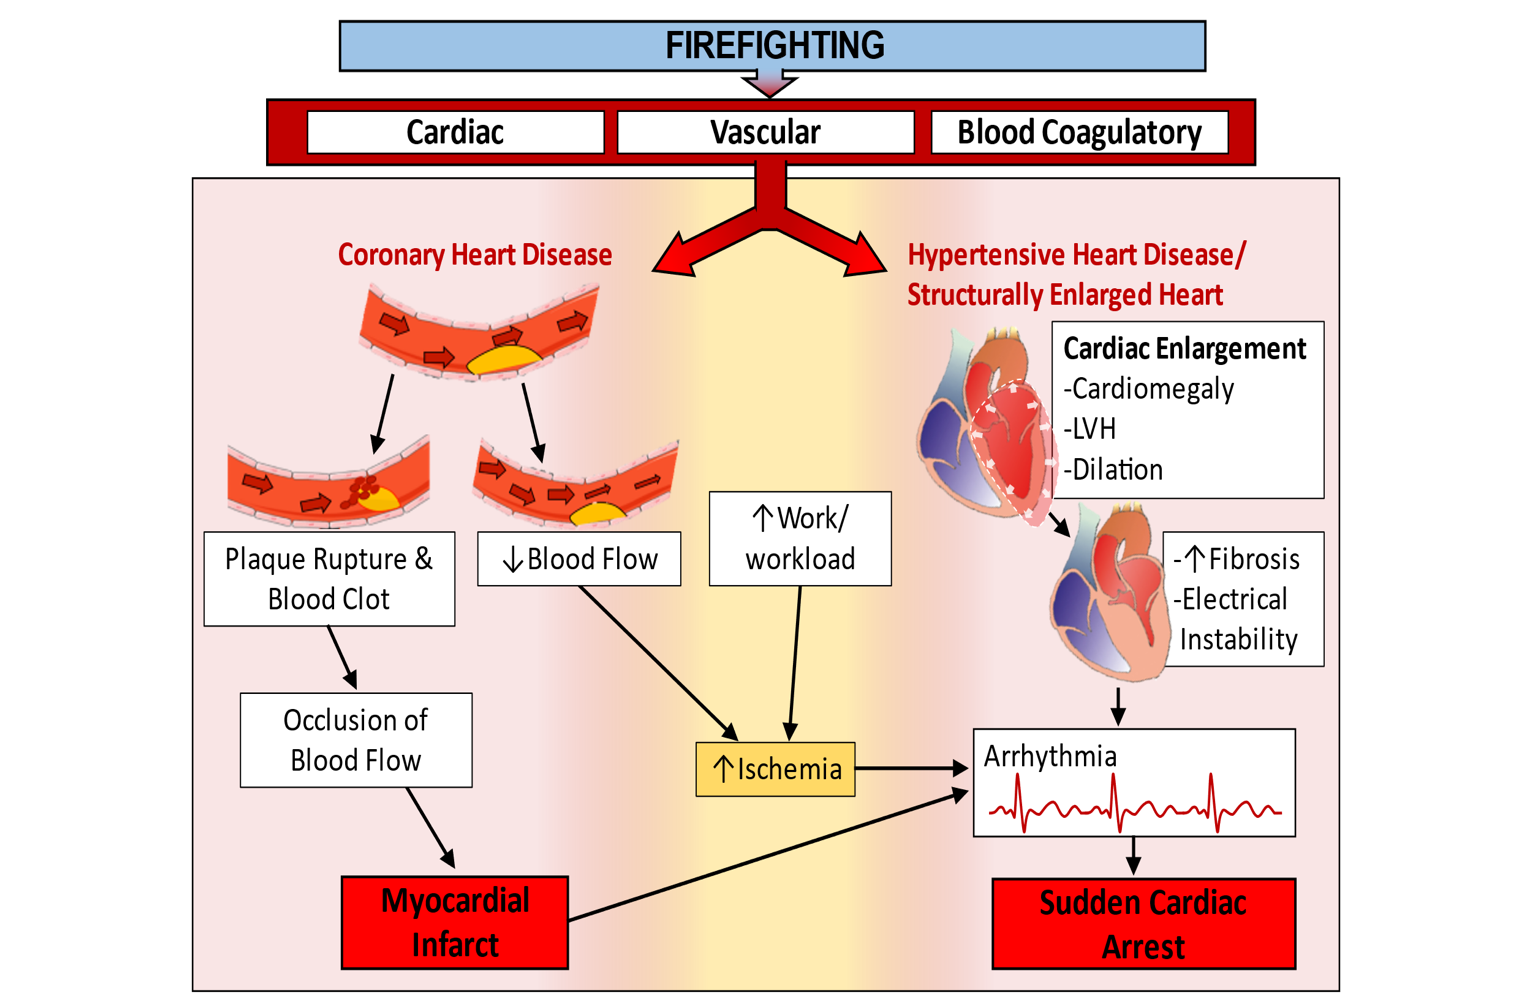 FIREFIGHTING
Cardiac
Vascular
Blood Coagulatory
Coronary Heart Disease
Hypertensive Heart Disease/
Structurally Enlarged Heart
Cardiac Enlargement
-Cardiomegaly
-LVH
-Dilation
Plaque Rupture &
Blood Clot
↓Blood Flow
↑Work/
workload
-↑Fibrosis
-Electrical
Instability
Occlusion of
Blood Flow
↑Ischemia
Arrhythmia
Myocardial
Infarct
Sudden Cardiac
Arrest